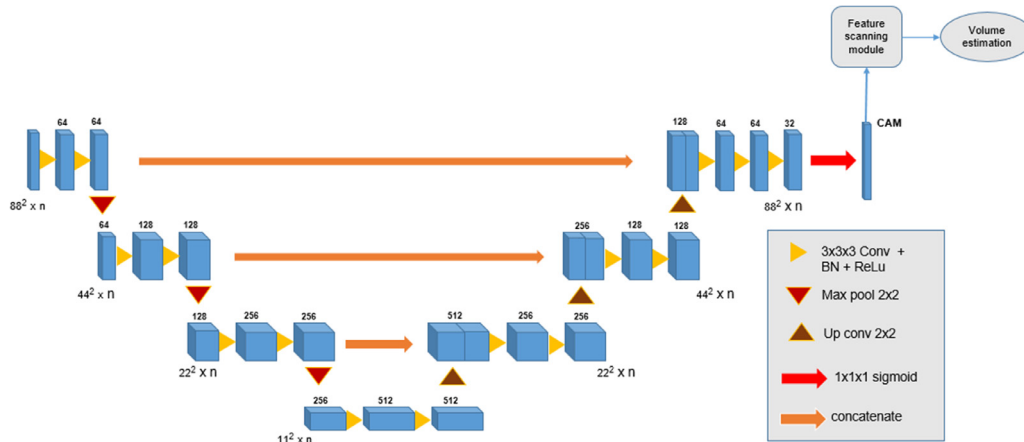 Feature
scanning
module
Volume
estimation
CAM
64 64
128 64 64 32
88² x n
88² x n
64 128 128
256 128 128
44² x n
44² x n
128 256 256
512 256 256
22² x n
22² x n
256 512 512
11² x n
3x3x3 Conv +
BN + ReLu
Max pool 2x2
Up conv 2x2
1x1x1 sigmoid
concatenate